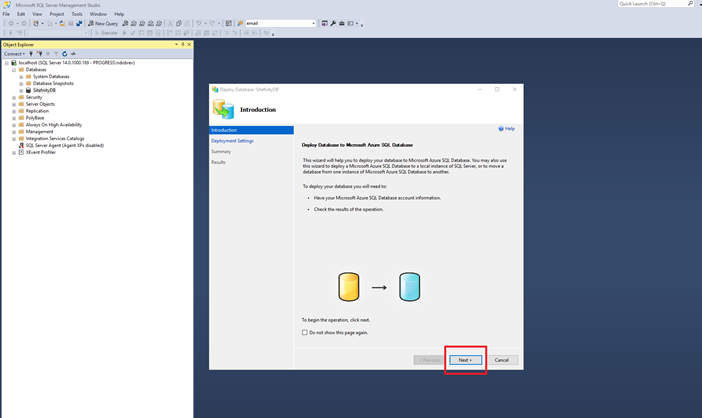 Microsoft SQL Server Management Studio
Quick Launch (Ctrl+Q)
File Edit View Project Tools Window Help
New Query
email
Execute
Object Explorer
Connect
localhost (SQL Server 14.0.1000.169 - PROGRESS\ndobrev)
Databases
System Databases
Database Snapshots
SitefinityDB
Security
Server Objects
Replication
PolyBase
Always On High Availability
Management
Integration Services Catalogs
SQL Server Agent (Agent XPs disabled)
XEvent Profiler
Deploy Database 'SitefinityDB'
Introduction
Introduction
Deployment Settings
Summary
Results
Help
Deploy Database to Microsoft Azure SQL Database
This wizard will help you to deploy your database to Microsoft Azure SQL Database. You may also use
this wizard to deploy a Microsoft Azure SQL Database to a local instance of SQL Server, or to move a
database from one instance of Microsoft Azure SQL Database to another.
To deploy your database you will need to:
• Have your Microsoft Azure SQL Database account information.
• Check the results of the operation.
To begin the operation, click next.
Do not show this page again.
< Previous
Next >
Cancel